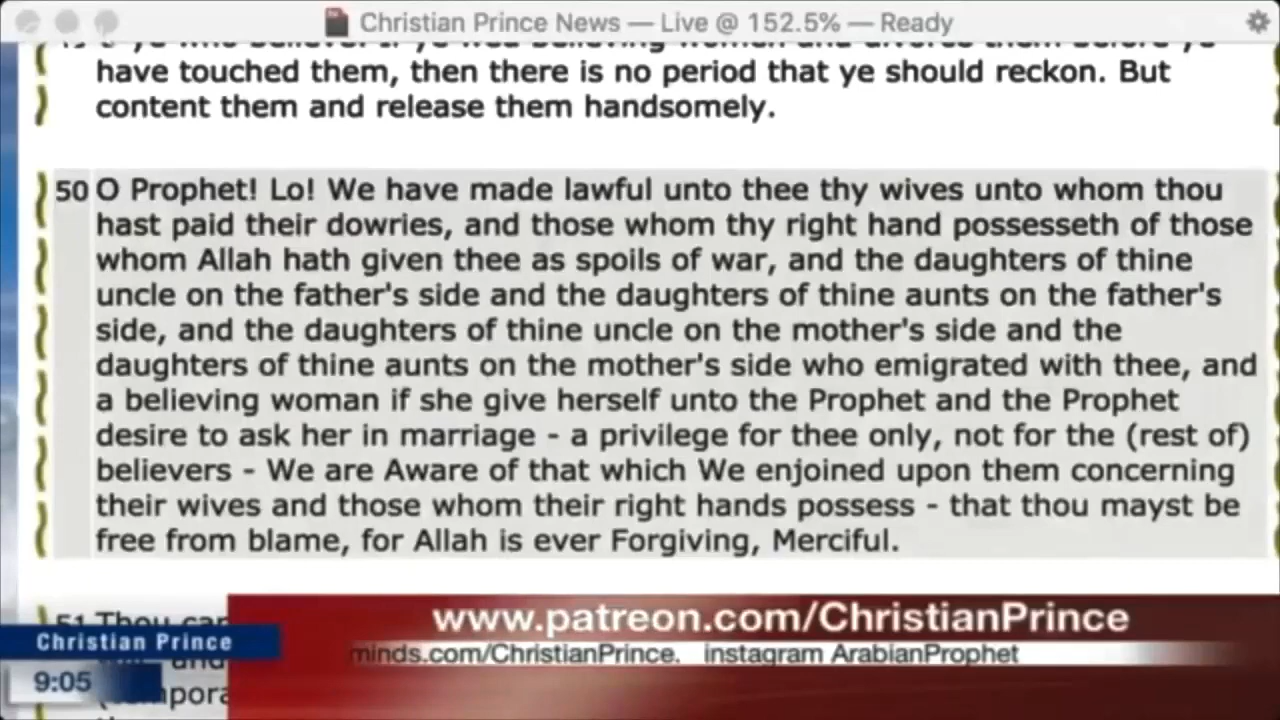 Christian Prince News — Live @ 152.5% — Ready
have touched them, then there is no period that ye should reckon. But
content them and release them handsomely.
50 O Prophet! Lo! We have made lawful unto thee thy wives unto whom thou
hast paid their dowries, and those whom thy right hand possesseth of those
whom Allah hath given thee as spoils of war, and the daughters of thine
uncle on the father's side and the daughters of thine aunts on the father's
side, and the daughters of thine uncle on the mother's side and the
daughters of thine aunts on the mother's side who emigrated with thee, and
a believing woman if she give herself unto the Prophet and the Prophet
desire to ask her in marriage - a privilege for thee only, not for the (rest of)
believers - We are Aware of that which We enjoined upon them concerning
their wives and those whom their right hands possess - that thou mayst be
free from blame, for Allah is ever Forgiving, Merciful.
51 Thou can
www.patreon.com/ChristianPrince
Christian Prince
minds.com/ChristianPrince. instagram ArabianProphet
and
9:05